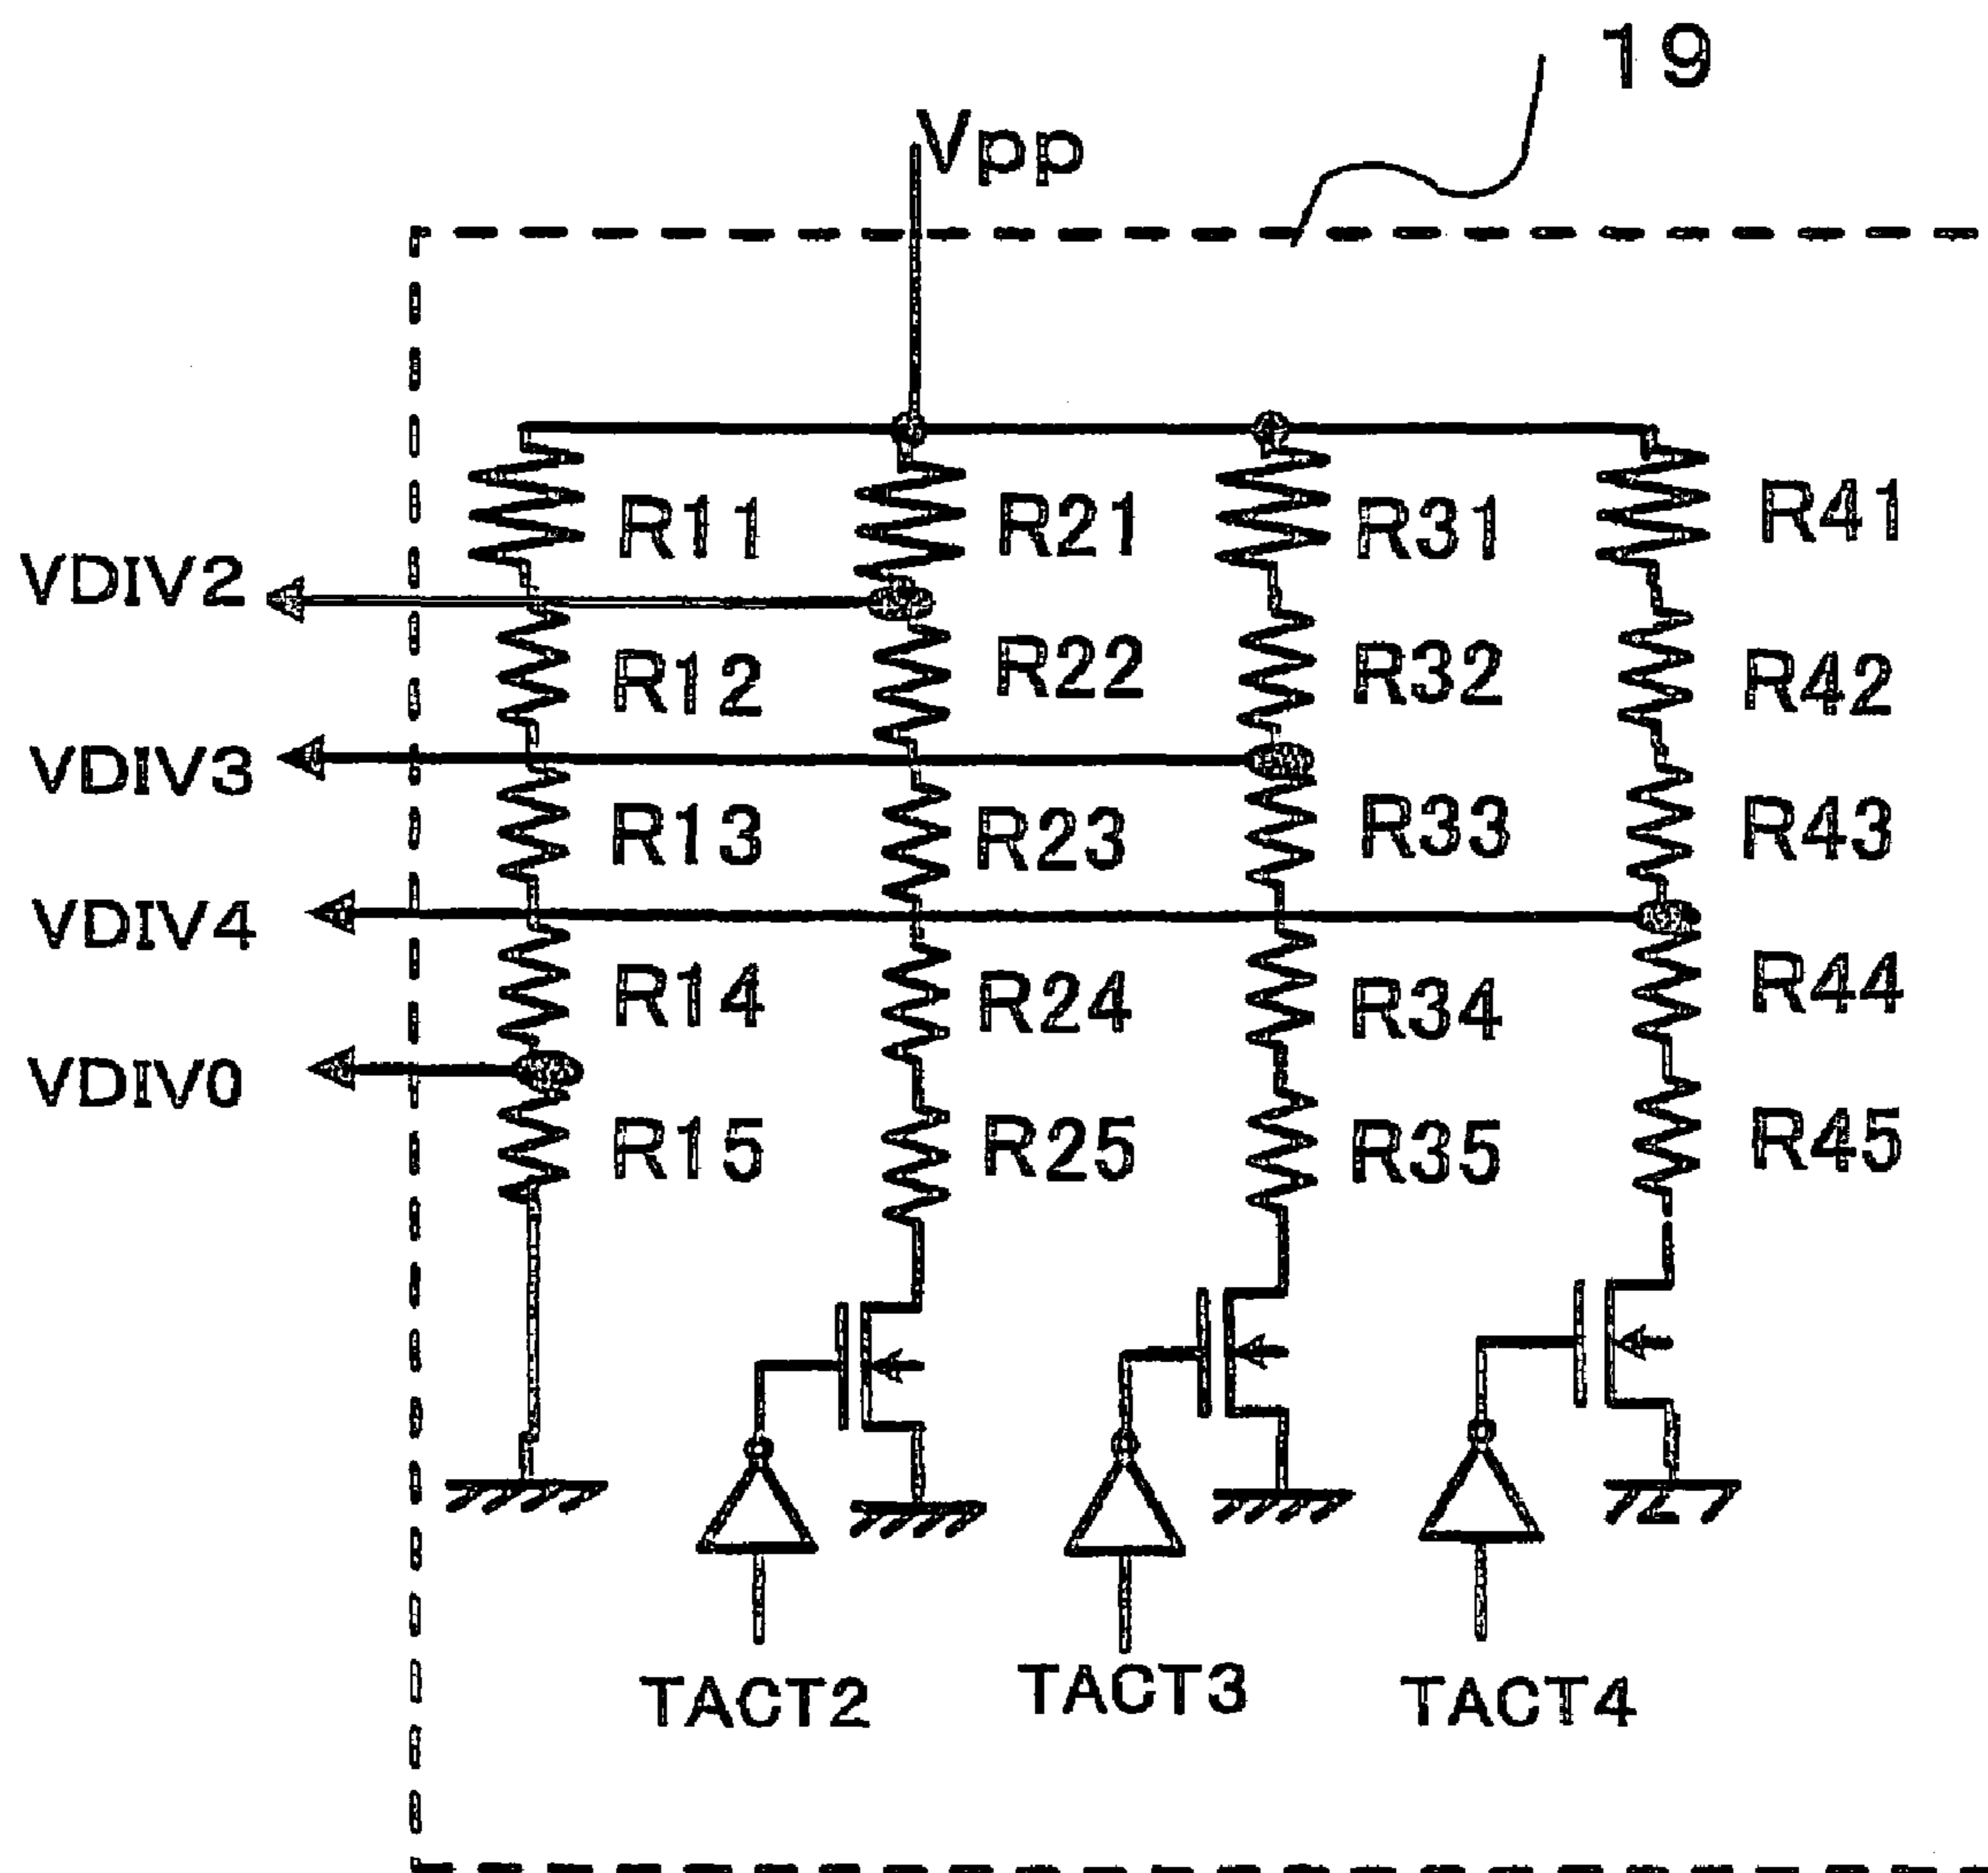 19
Vpp
R11 R21 R31 R41
VDIV2
R12 R22 R32 R42
VDIV3
R13 R23 R33 R43
VDIV4
R14 R24 R34 R44
VDIV0
R15 R25 R35 R45
TACT2 TACT3 TACT4